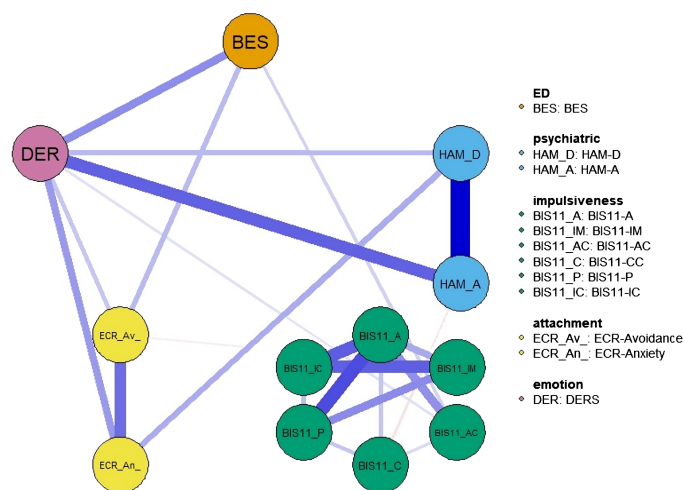 BES
DER
HAM_D
HAM_A
ECR_Av_
ECR_An_
BIS11_A
BIS11_IC
BIS11_IM
BIS11_P
BIS11_AC
BIS11_C
ED
BES: BES
psychiatric
HAM_D: HAM-D
HAM_A: HAM-A
impulsiveness
BIS11_A: BIS11-A
BIS11_IM: BIS11-IM
BIS11_AC: BIS11-AC
BIS11_C: BIS11-CC
BIS11_P: BIS11-P
BIS11_IC: BIS11-IC
attachment
ECR_Av_: ECR-Avoidance
ECR_An_: ECR-Anxiety
emotion
DER: DERS